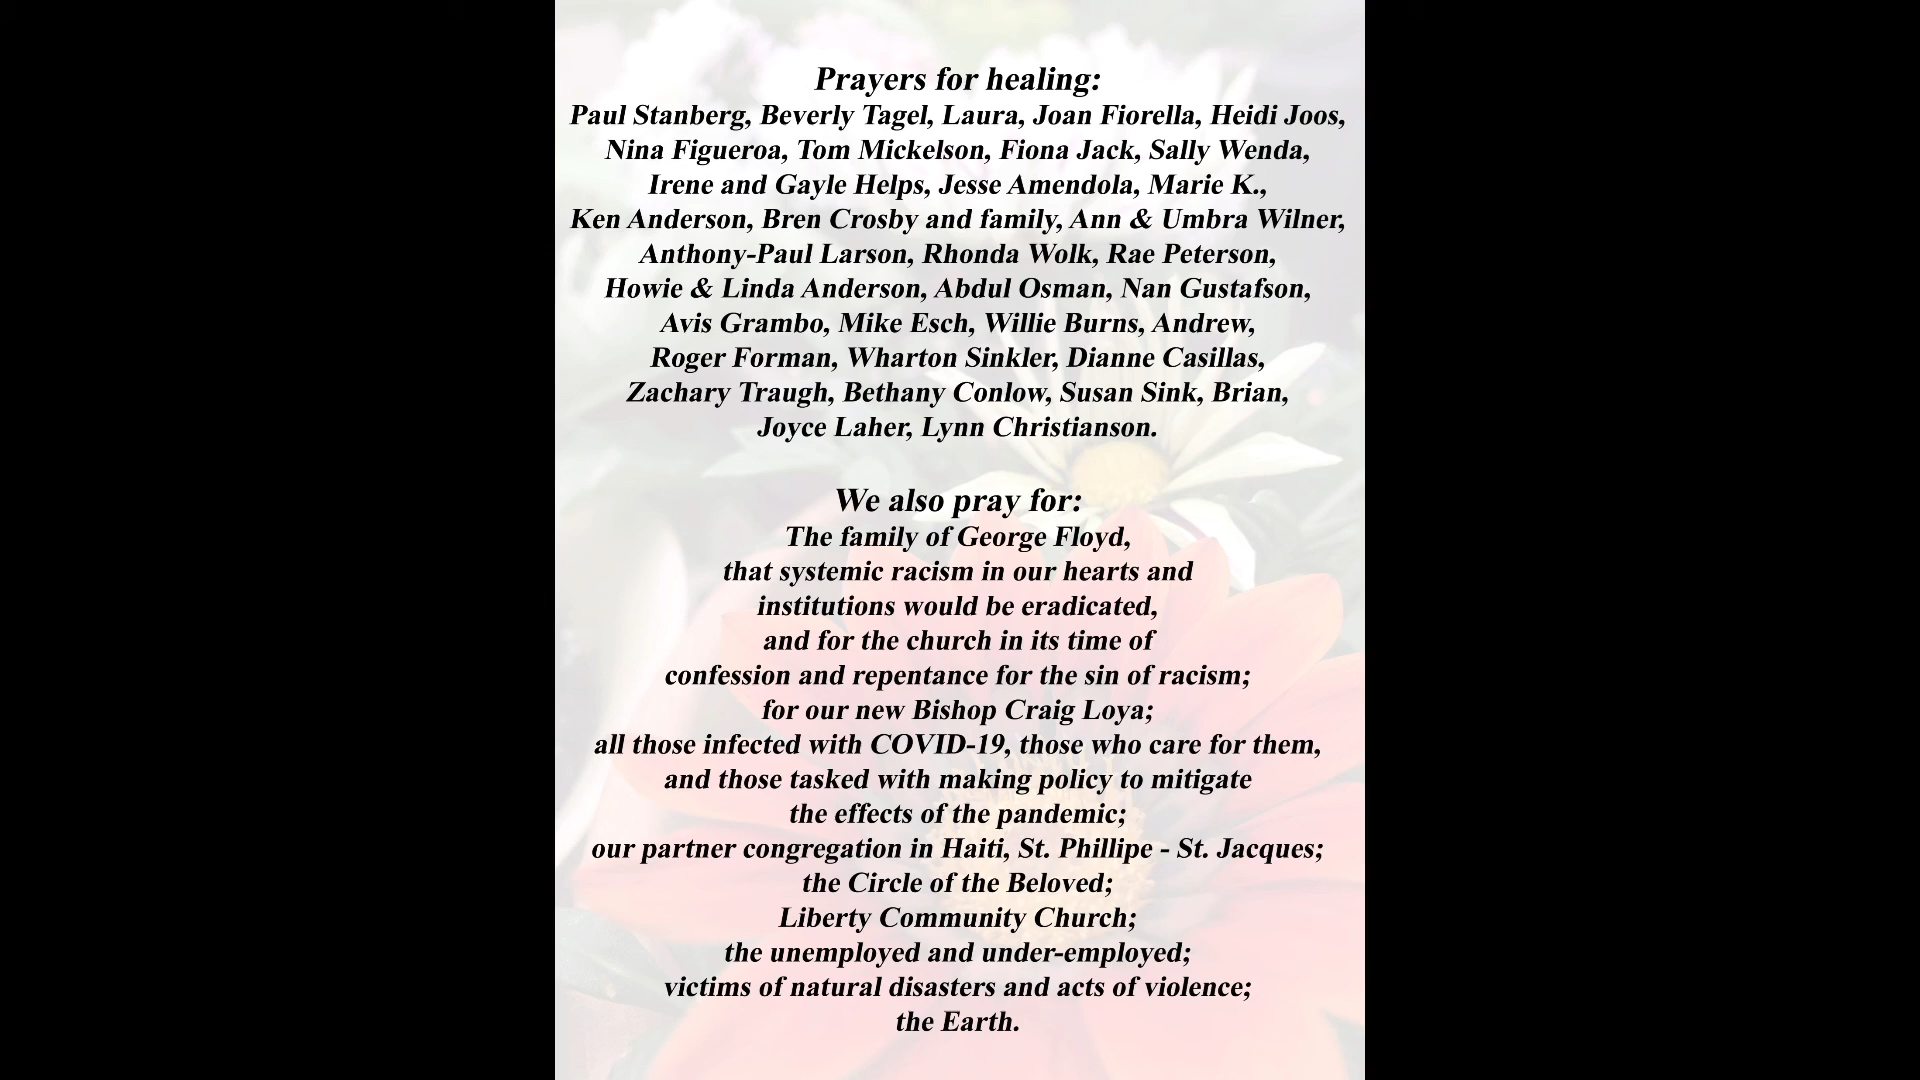 Prayers for healing:
Paul Stanberg, Beverly Tagel, Laura, Joan Fiorella, Heidi Joos,
Nina Figueroa, Tom Mickelson, Fiona Jack, Sally Wenda,
Irene and Gayle Helps, Jesse Amendola, Marie K.,
Ken Anderson, Bren Crosby and family, Ann & Umbra Wilner,
Anthony-Paul Larson, Rhonda Wolk, Rae Peterson,
Howie & Linda Anderson, Abdul Osman, Nan Gustafson,
Avis Grambo, Mike Esch, Willie Burns, Andrew,
Roger Forman, Wharton Sinkler, Dianne Casillas,
Zachary Traugh, Bethany Conlow, Susan Sink, Brian,
Joyce Laher, Lynn Christianson.
We also pray for:
The family of George Floyd,
that systemic racism in our hearts and
institutions would be eradicated,
and for the church in its time of
confession and repentance for the sin of racism;
for our new Bishop Craig Loya;
all those infected with COVID-19, those who care for them,
and those tasked with making policy to mitigate
the effects of the pandemic;
our partner congregation in Haiti, St. Phillipe - St. Jacques;
the Circle of the Beloved;
Liberty Community Church;
the unemployed and under-employed;
victims of natural disasters and acts of violence;
the Earth.